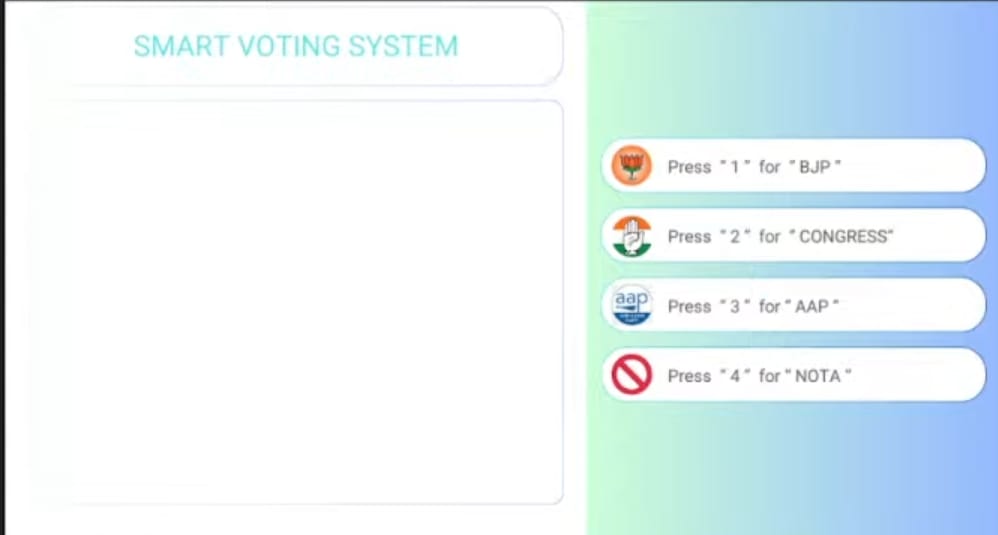 SMART VOTING SYSTEM
Press “ 1 ” for “ BJP ”
Press “ 2 ” for “ CONGRESS”
aap
Press “ 3 ” for “ AAP ”
Press “ 4 ” for “ NOTA ”